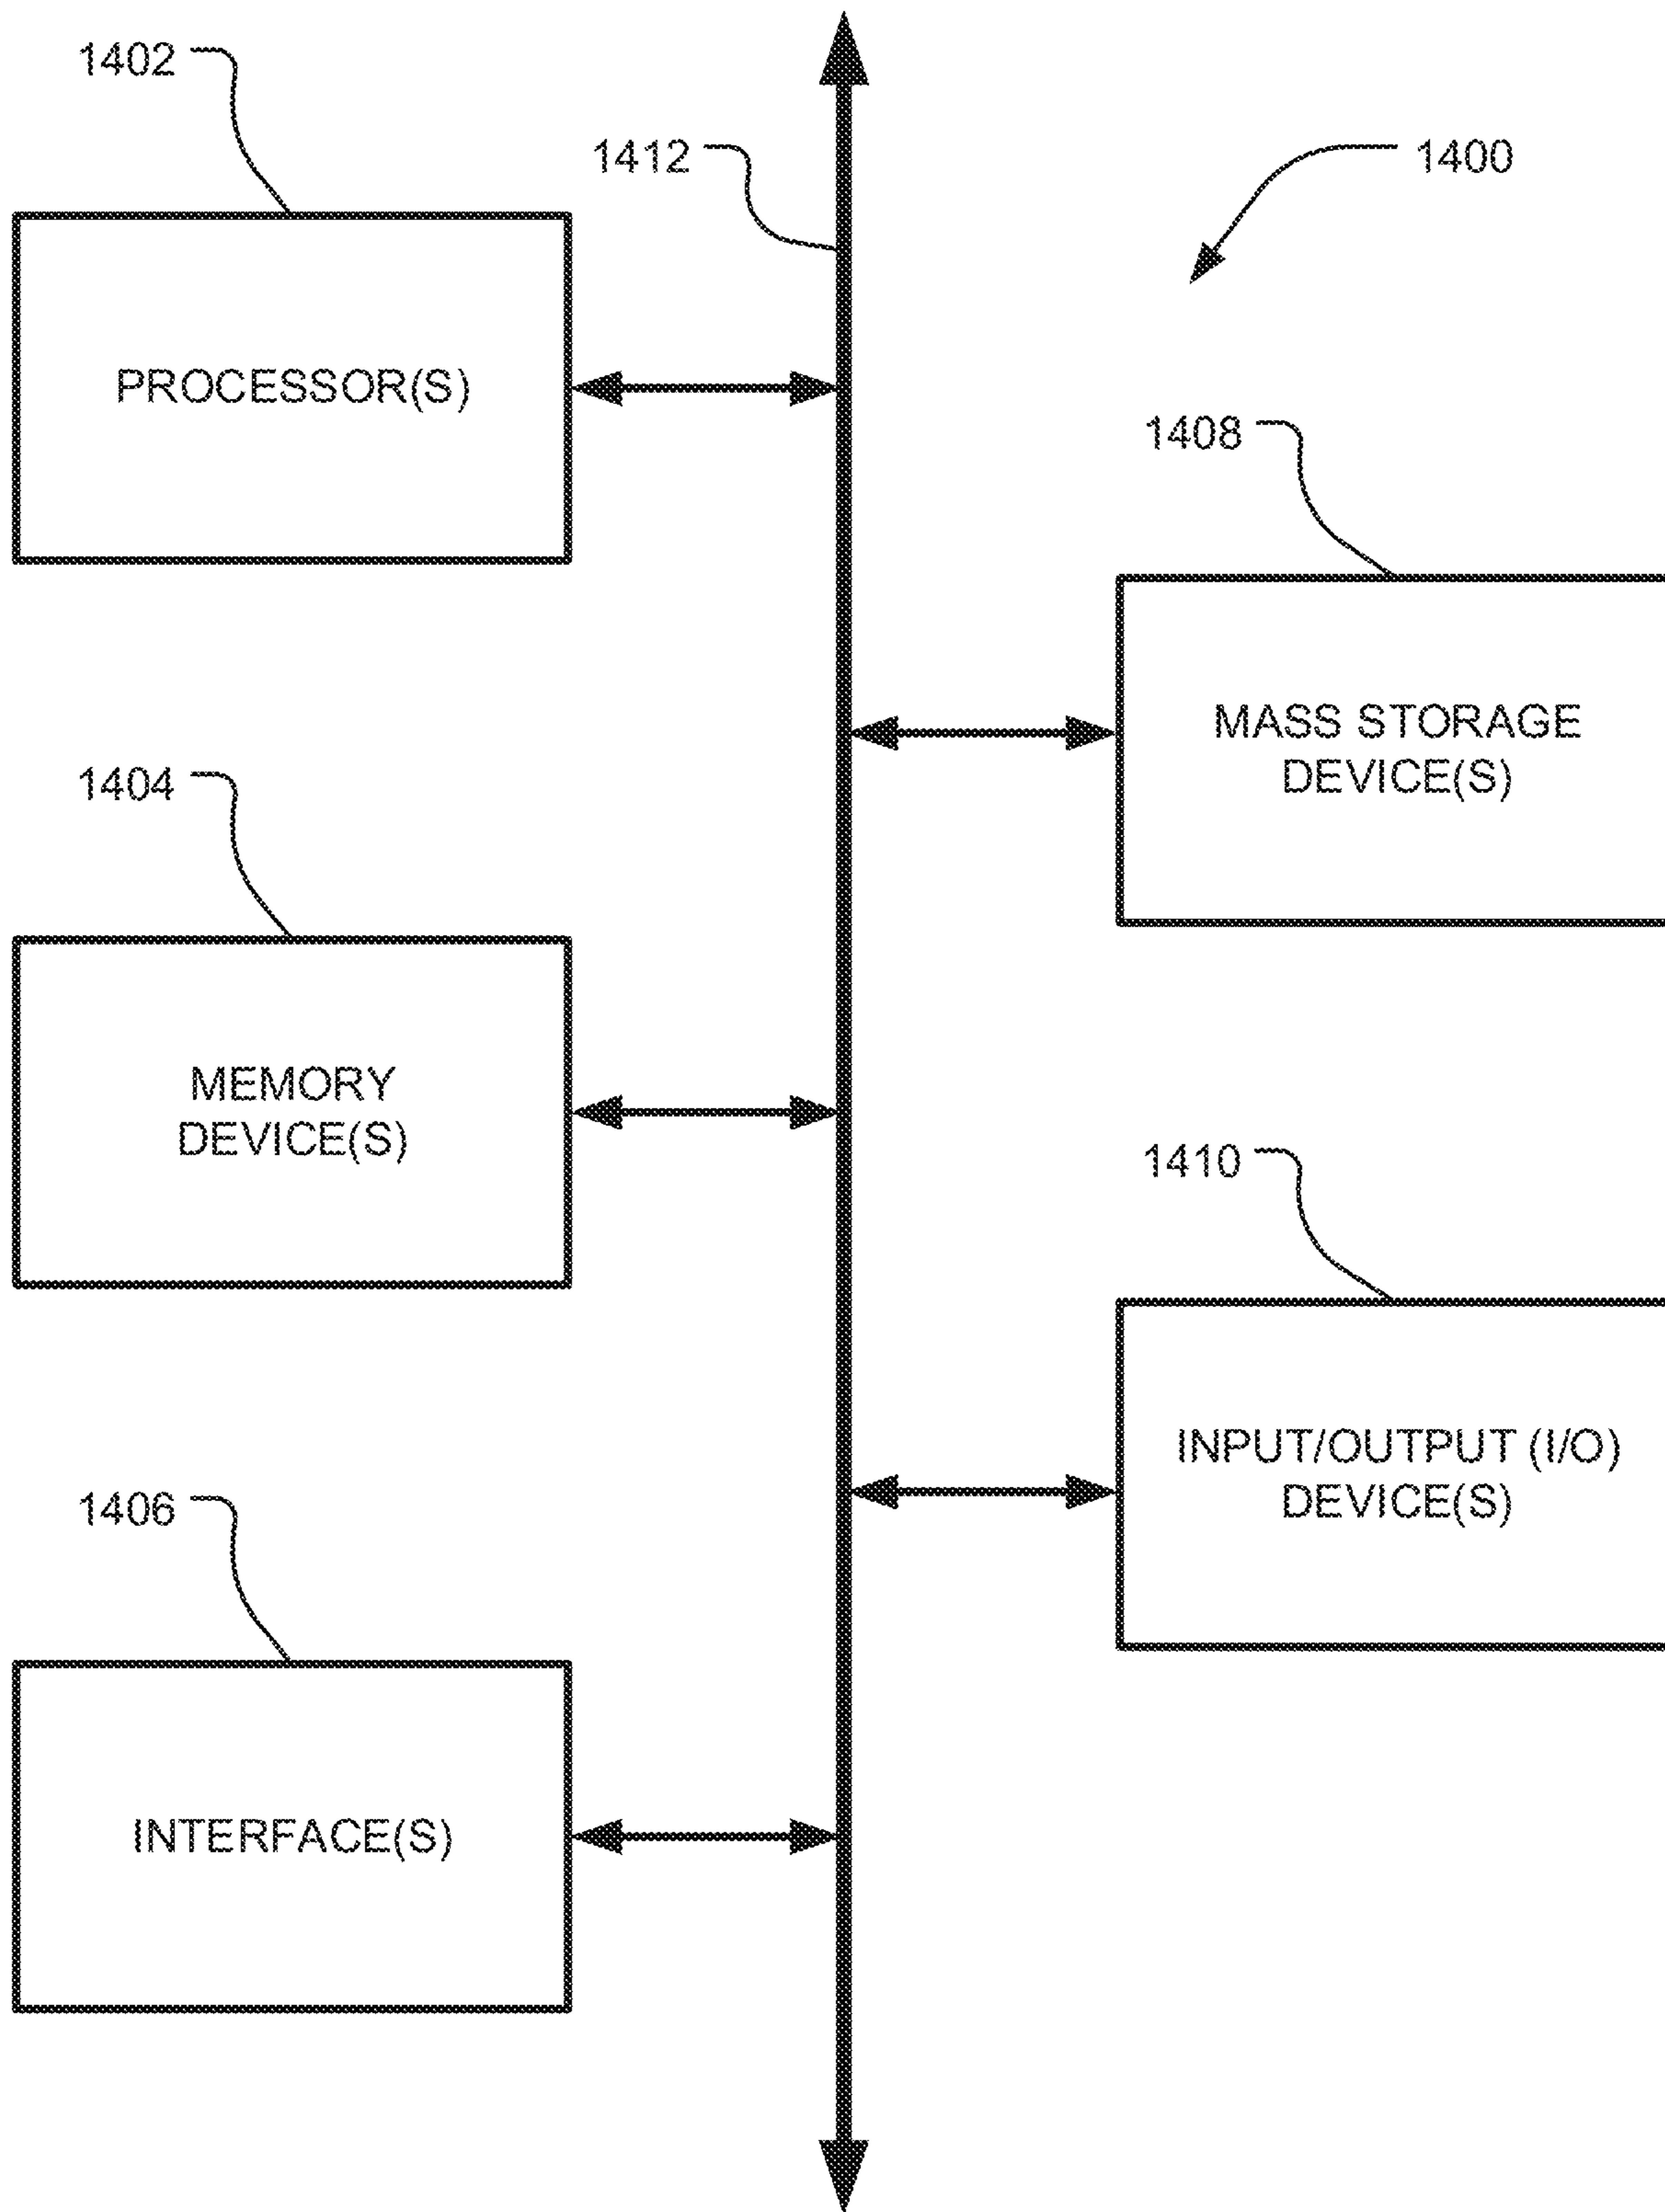 1402
1412
1400
PROCESSOR(S)
1408
MASS STORAGE
DEVICE(S)
1404
MEMORY
DEVICE(S)
1410
INPUT/OUTPUT (I/O)
DEVICE(S)
1406
INTERFACE(S)